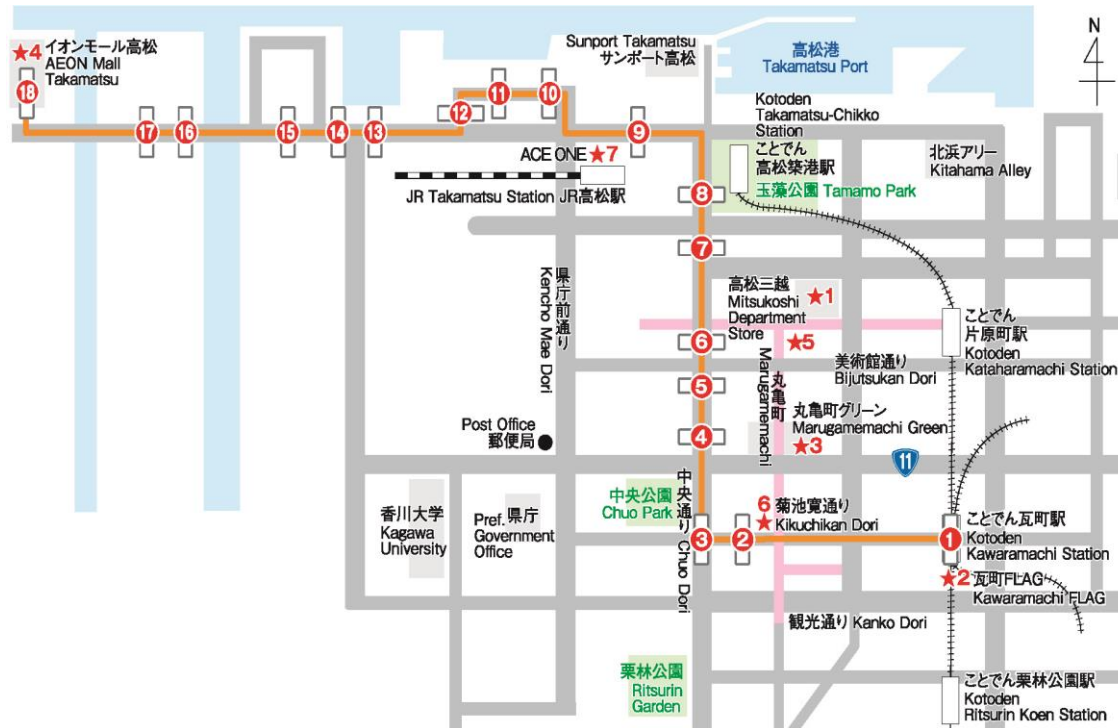 ★4
イオンモール高松
AEON Mall
Takamatsu
18
17
16
15
14
13
12
11
10
9
Sunport Takamatsu
サンポート高松
高松港
Takamatsu Port
N
Kotoden
Takamatsu-Chikko
Station
ことでん
高松築港駅
玉藻公園 Tamamo Park
北浜アリー
Kitahama Alley
ACE ONE ★7
JR Takamatsu Station JR高松駅
8
7
県庁前通り
Kencho Mae Dori
高松三越
Mitsukoshi
Department
Store
★1
6
★5
ことでん
片原町駅
Kotoden
Kataharamachi Station
美術館通り
Bijutsukan Dori
5
丸亀町
Marugamemachi
丸亀町グリーン
Marugamemachi Green
★3
4
Post Office
郵便局
11
中央公園
Chuo Park
中央通り Chuo Dori
香川大学
Kagawa
University
Pref. 県庁
Government
Office
6
★
菊池寛通り
Kikuchikan Dori
3
2
1
ことでん瓦町駅
Kotoden
Kawaramachi Station
★2 瓦町FLAG
Kawaramachi FLAG
観光通り Kanko Dori
栗林公園
Ritsurin
Garden
ことでん栗林公園駅
Kotoden
Ritsurin Koen Station